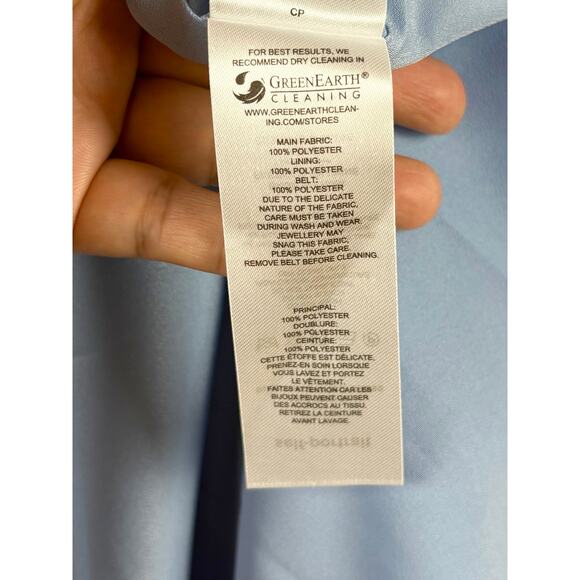 CP
FOR BEST RESULTS, WE
RECOMMEND DRY CLEANING IN
GREENEARTH®
CLEANING
WWW.GREENEARTHCLEAN-
ING.COM/STORES
MAIN FABRIC:
100% POLYESTER
LINING:
100% POLYESTER
BELT:
100% POLYESTER
DUE TO THE DELICATE
NATURE OF THE FABRIC,
CARE MUST BE TAKEN
DURING WASH AND WEAR.
JEWELLERY MAY
SNAG THIS FABRIC,
PLEASE TAKE CARE.
REMOVE BELT BEFORE CLEANING.
PRINCIPAL:
100% POLYESTER
DOUBLURE:
100% POLYESTER
CEINTURE:
100% POLYESTER
CETTE ÉTOFFE EST DÉLICATE,
PRENEZ-EN SOIN LORSQUE
VOUS LAVEZ ET PORTEZ
LE VÊTEMENT.
FAITES ATTENTION CAR LES
BIJOUX PEUVENT CAUSER
DES ACCROCS AU TISSU.
RETIREZ LA CEINTURE
AVANT LAVAGE.
self-portrait